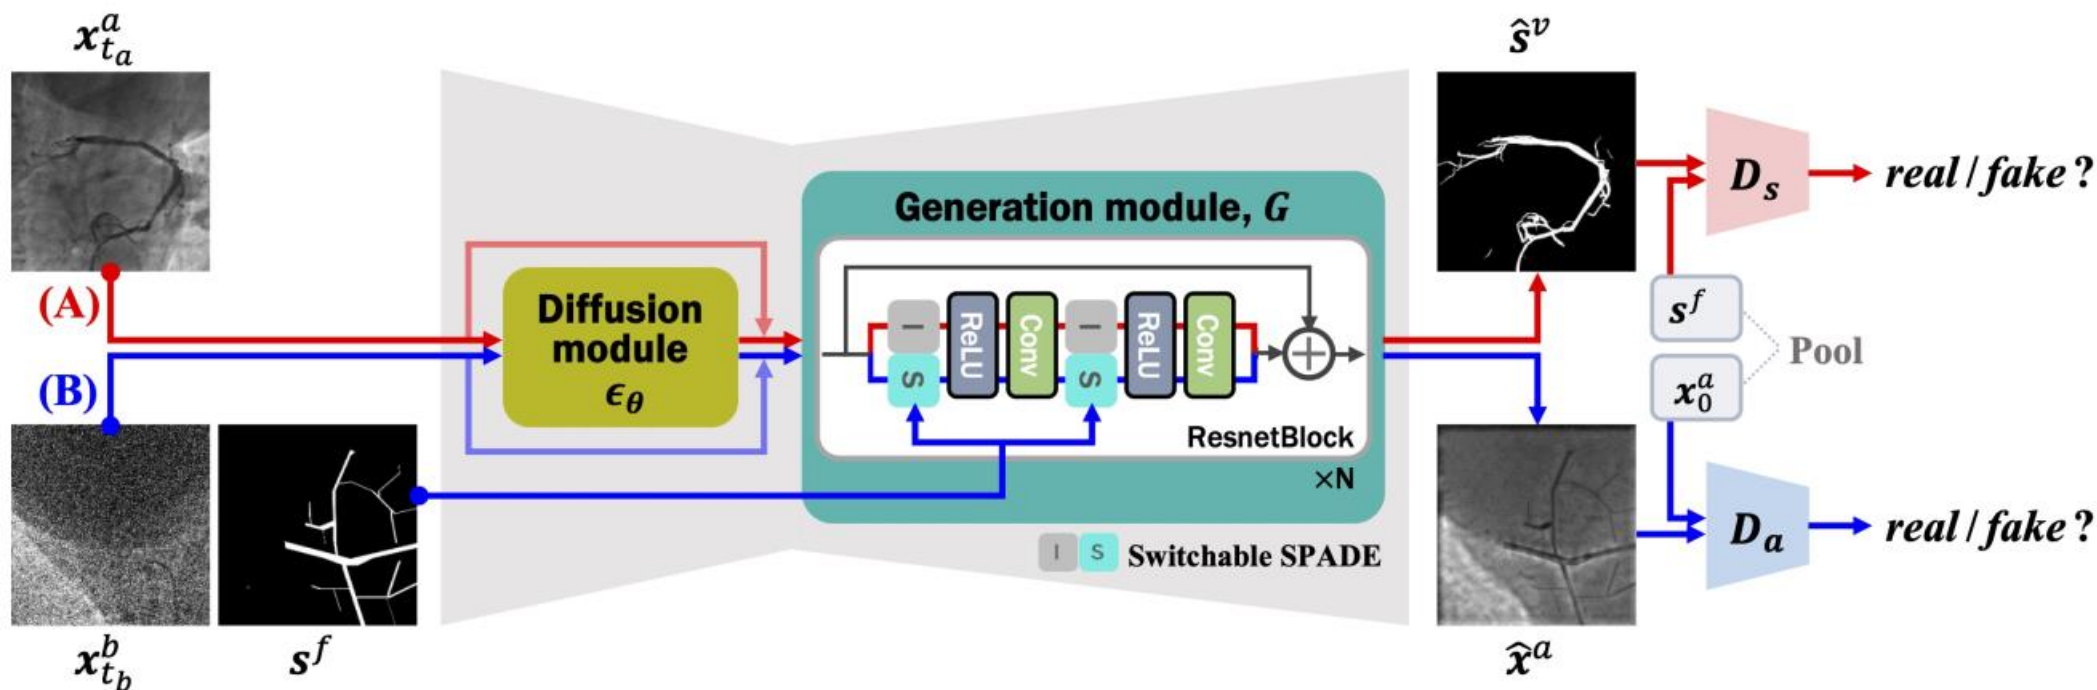 x^a_{t_a}
ŝ^v
Generation module, G
D_s
real / fake ?
(A)
Diffusion
module
ϵ_θ
I
ReLU
Conv
I
ReLU
Conv
S
S
s^f
Pool
x^a_0
(B)
ResnetBlock
×N
I S Switchable SPADE
D_a
real / fake ?
x^b_{t_b}
s^f
x̂^a